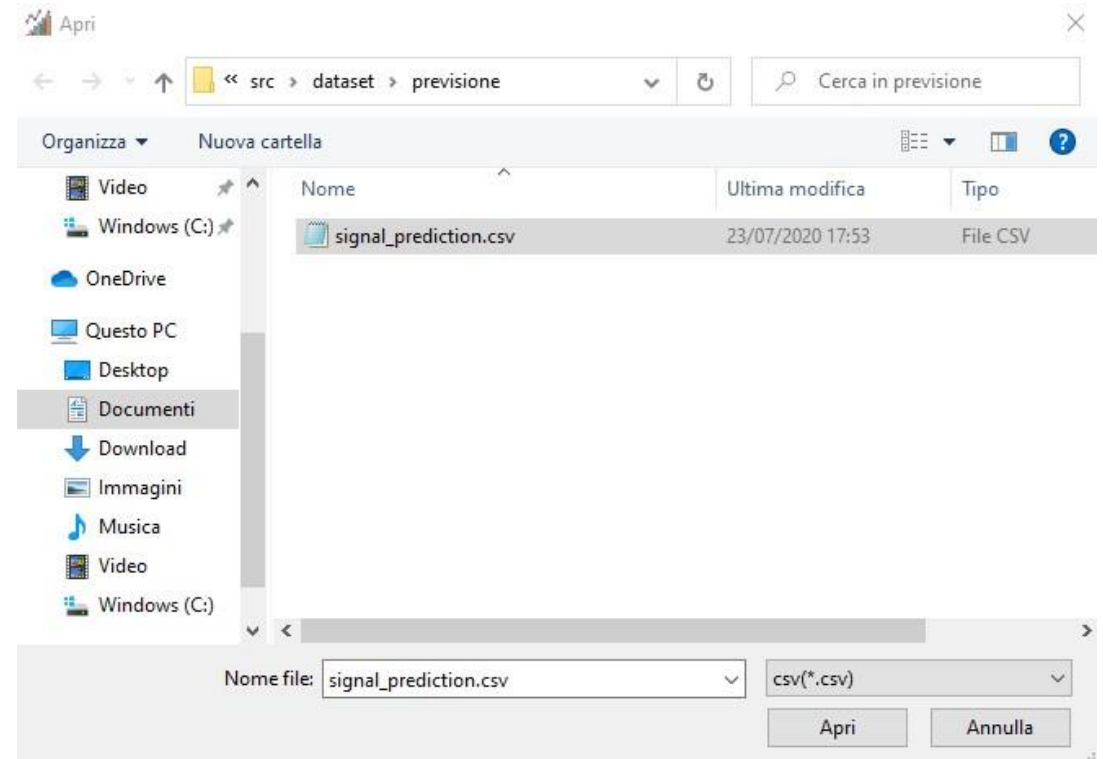 Apri
« src › dataset › previsione
Cerca in previsione
Organizza
Nuova cartella
Video
Windows (C:)
OneDrive
Questo PC
Desktop
Documenti
Download
Immagini
Musica
Video
Windows (C:)
Nome Ultima modifica Tipo
signal_prediction.csv 23/07/2020 17:53 File CSV
Nome file: signal_prediction.csv csv(*.csv)
Apri Annulla